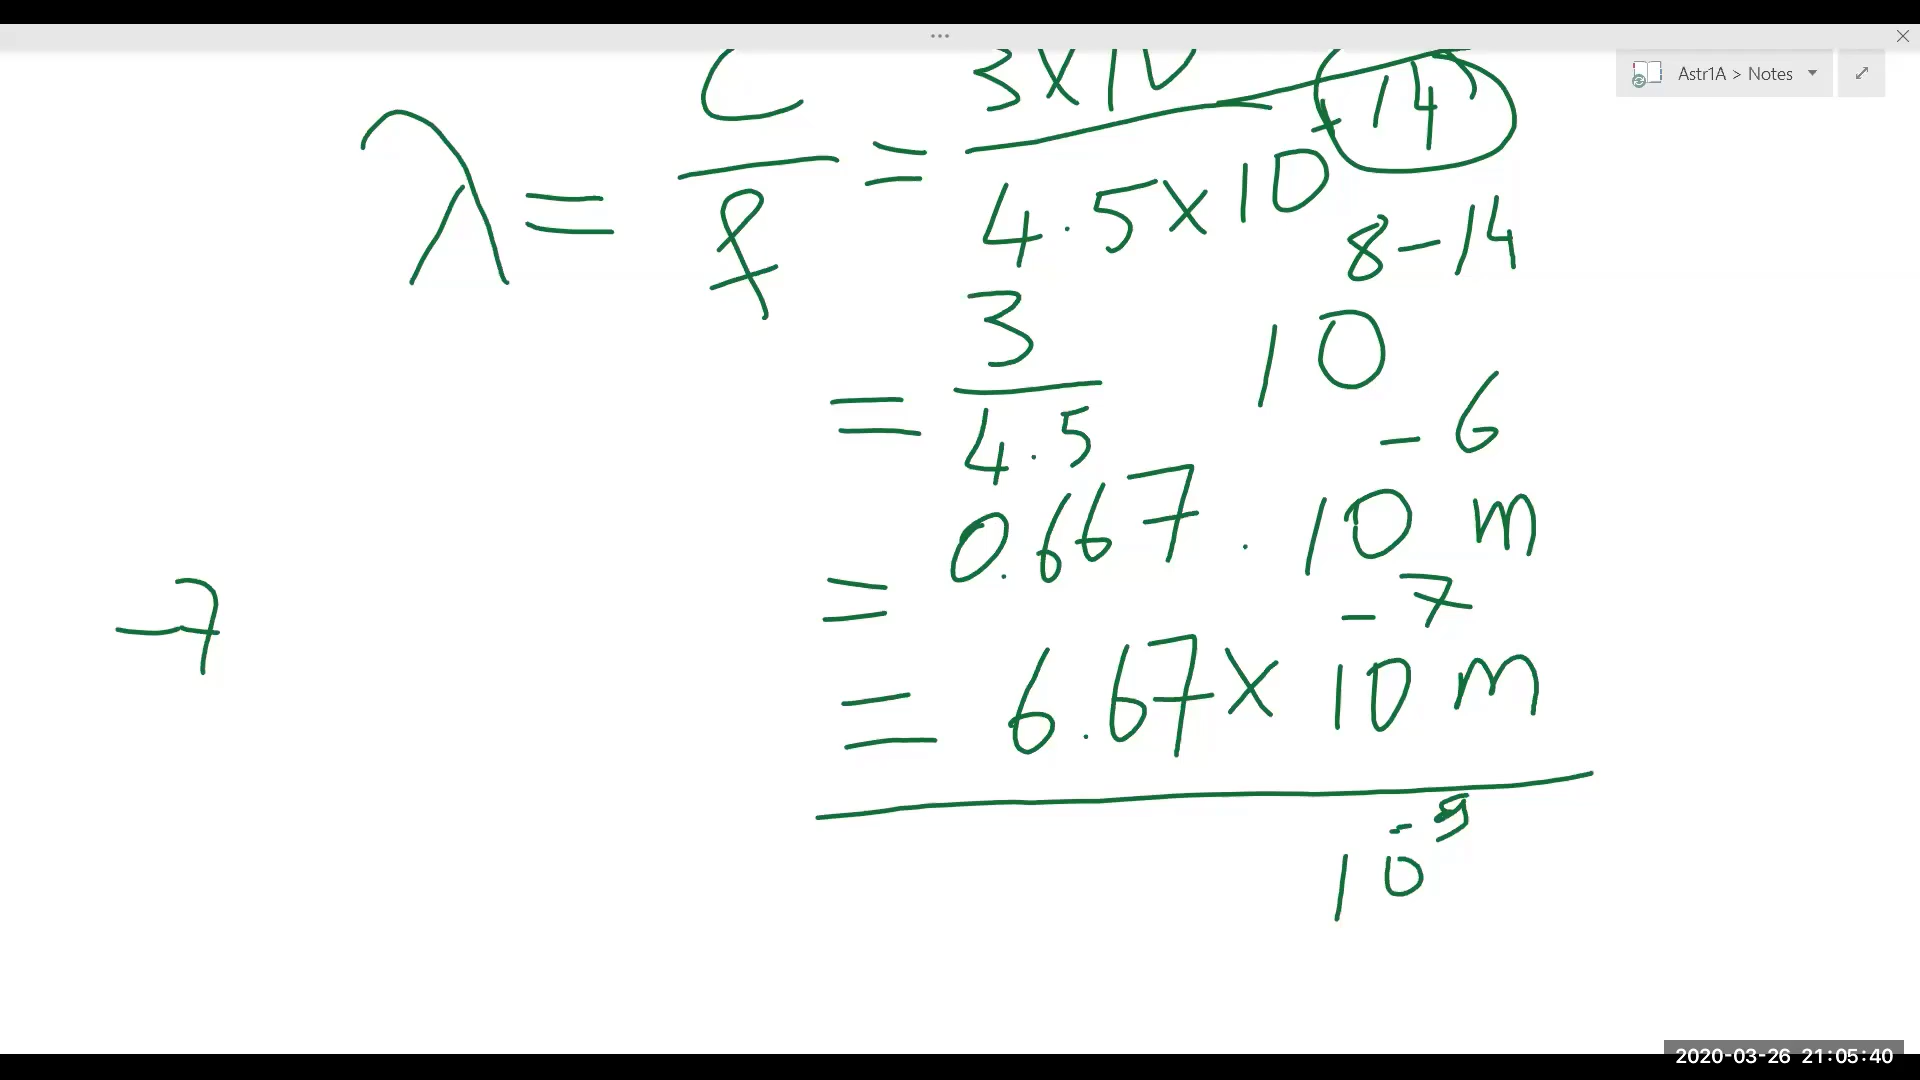 Astr1A > Notes
λ = C / f = 3 x 10 / 4.5 x 10^14
= 3 / 4.5 10^8-14
= 0.667 . 10^-6 m
= 6.67 x 10^-7 m
-7
10^-9
2020-03-26 21:05:40